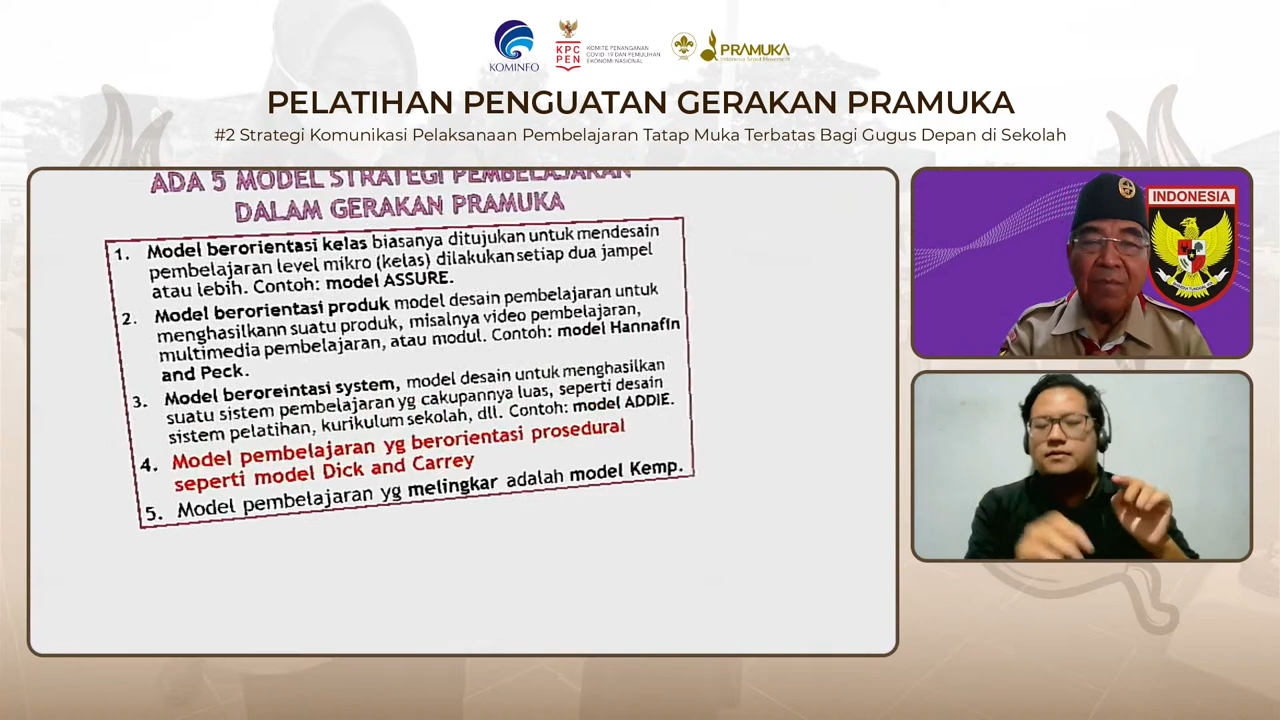 KOMINFO
KPC
PEN
KOMITE PENANGANAN
COVID-19 DAN PEMULIHAN
EKONOMI NASIONAL
PRAMUKA
Indonesia Scout Movement
PELATIHAN PENGUATAN GERAKAN PRAMUKA
#2 Strategi Komunikasi Pelaksanaan Pembelajaran Tatap Muka Terbatas Bagi Gugus Depan di Sekolah
ADA 5 MODEL STRATEGI PEMBELAJARAN
DALAM GERAKAN PRAMUKA
1. Model berorientasi kelas biasanya ditujukan untuk mendesain
pembelajaran level mikro (kelas) dilakukan setiap dua jampel
atau lebih. Contoh: model ASSURE.
2. Model berorientasi produk model desain pembelajaran untuk
menghasilkann suatu produk, misalnya video pembelajaran,
multimedia pembelajaran, atau modul. Contoh: model Hannafin
and Peck.
3. Model beroreintasi system, model desain untuk menghasilkan
suatu sistem pembelajaran yg cakupannya luas, seperti desain
sistem pelatihan, kurikulum sekolah, dll. Contoh: model ADDIE.
4. Model pembelajaran yg berorientasi prosedural
seperti model Dick and Carrey
5. Model pembelajaran yg melingkar adalah model Kemp.
INDONESIA